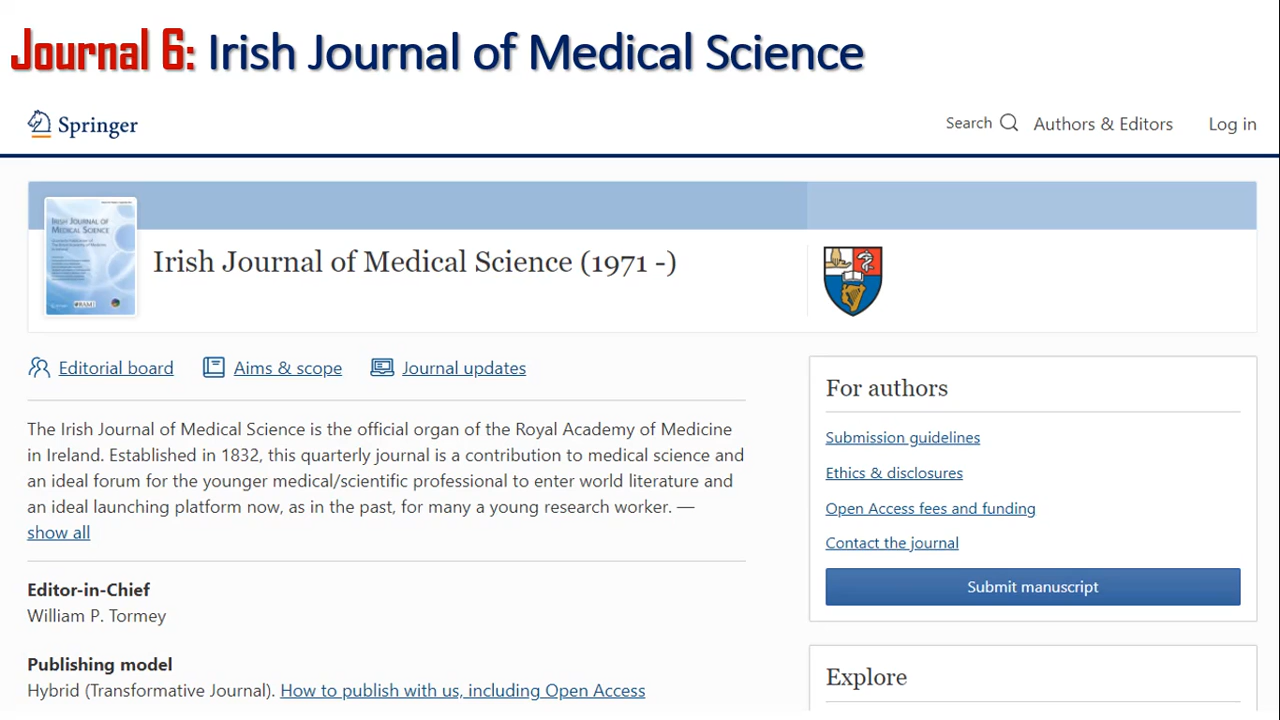 Journal 6: Irish Journal of Medical Science
Springer
Search
Authors & Editors
Log in
IRISH JOURNAL OF
MEDICAL SCIENCE
Irish Journal of Medical Science (1971 -)
Editorial board
Aims & scope
Journal updates
The Irish Journal of Medical Science is the official organ of the Royal Academy of Medicine
in Ireland. Established in 1832, this quarterly journal is a contribution to medical science and
an ideal forum for the younger medical/scientific professional to enter world literature and
an ideal launching platform now, as in the past, for many a young research worker. —
show all
Editor-in-Chief
William P. Tormey
Publishing model
Hybrid (Transformative Journal). How to publish with us, including Open Access
For authors
Submission guidelines
Ethics & disclosures
Open Access fees and funding
Contact the journal
Submit manuscript
Explore